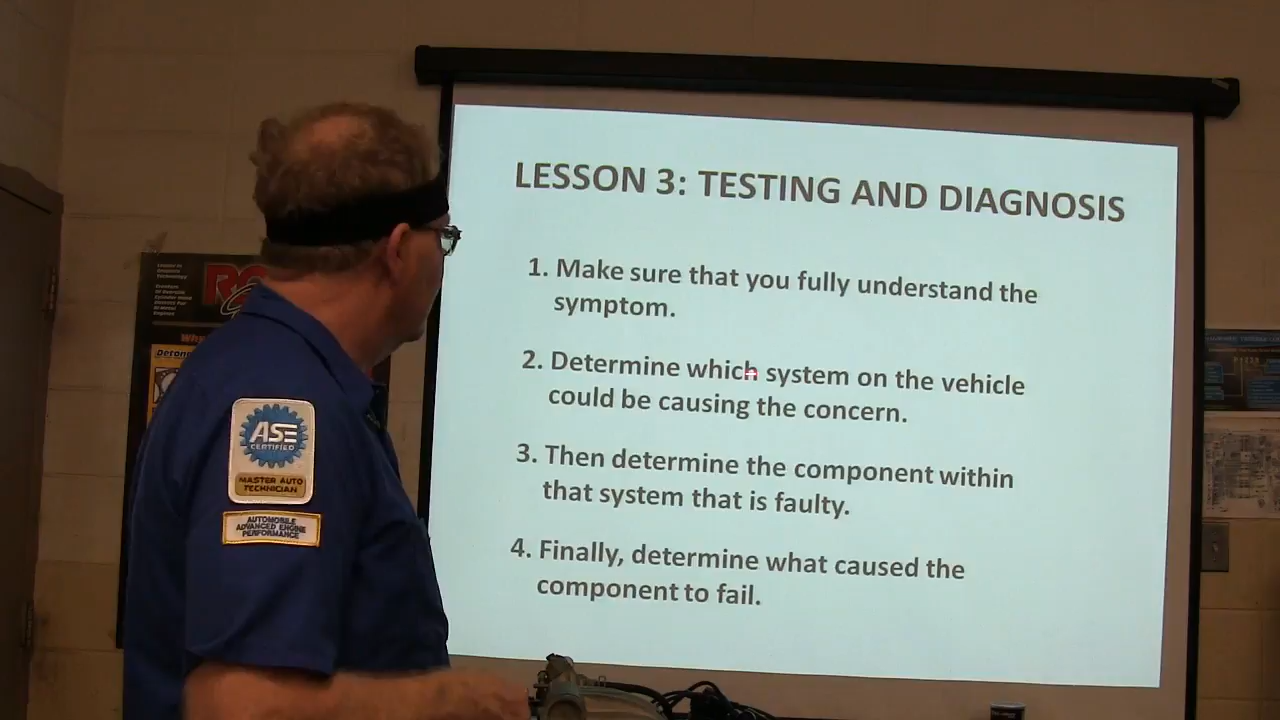 LESSON 3: TESTING AND DIAGNOSIS
1. Make sure that you fully understand the
symptom.
2. Determine which system on the vehicle
could be causing the concern.
3. Then determine the component within
that system that is faulty.
4. Finally, determine what caused the
component to fail.
ASE
CERTIFIED
MASTER AUTO
TECHNICIAN
AUTOMOBILE
ADVANCED ENGINE
PERFORMANCE